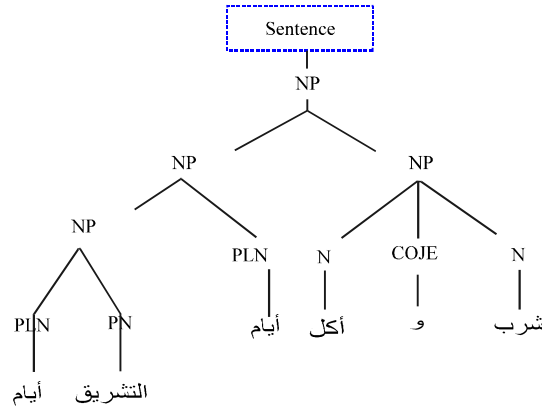 Sentence
NP
NP NP
NP PLN N COJE N
PLN PN أيام أكل و شرب
أيام التشريق